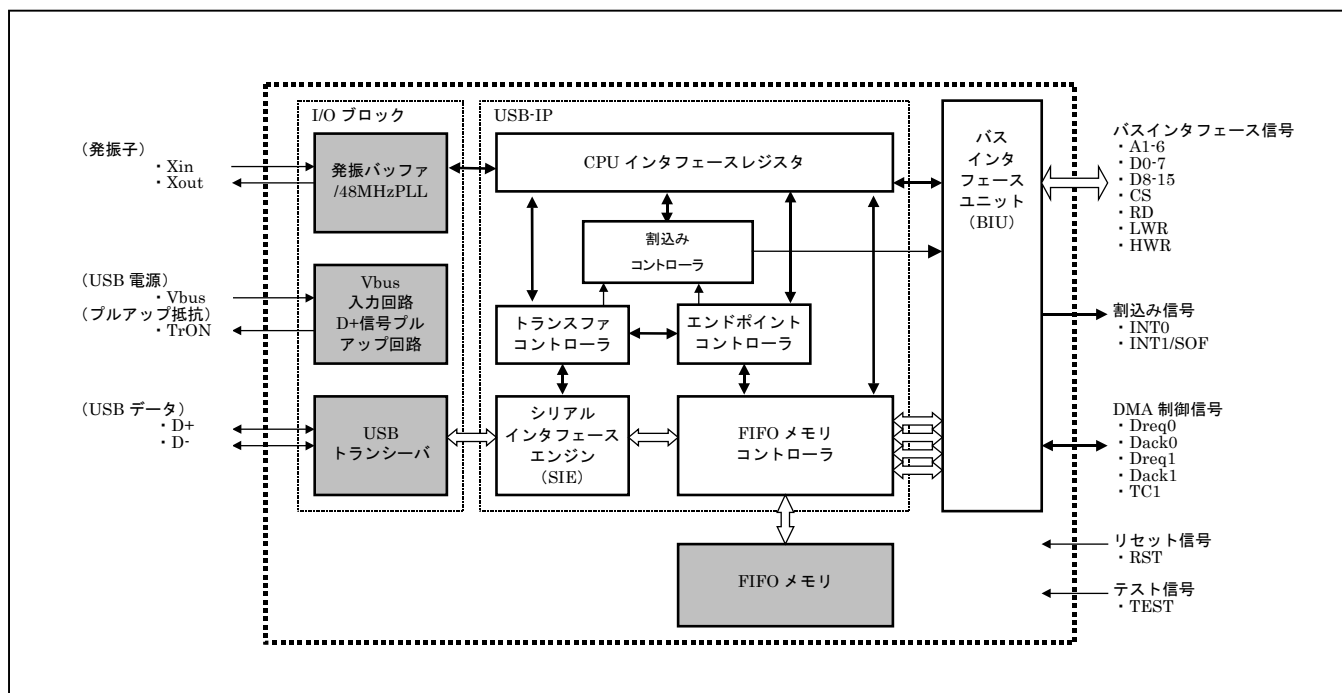 I/O ブロック
USB-IP
(発振子)
・Xin
・Xout
発振バッファ
/48MHzPLL
CPU インタフェースレジスタ
バス
インタ
フェース
ユニット
(BIU)
バスインタフェース信号
・A1-6
・D0-7
・D8-15
・CS
・RD
・LWR
・HWR
割込み
コントローラ
(USB 電源)
・Vbus
(プルアップ抵抗)
・TrON
Vbus
入力回路
D+信号プル
アップ回路
トランスファ
コントローラ
エンドポイント
コントローラ
割込み信号
・INT0
・INT1/SOF
(USB データ)
・D+
・D-
USB
トランシーバ
シリアル
インタフェース
エンジン
(SIE)
FIFO メモリ
コントローラ
DMA 制御信号
・Dreq0
・Dack0
・Dreq1
・Dack1
・TC1
FIFO メモリ
リセット信号
・RST
テスト信号
・TEST